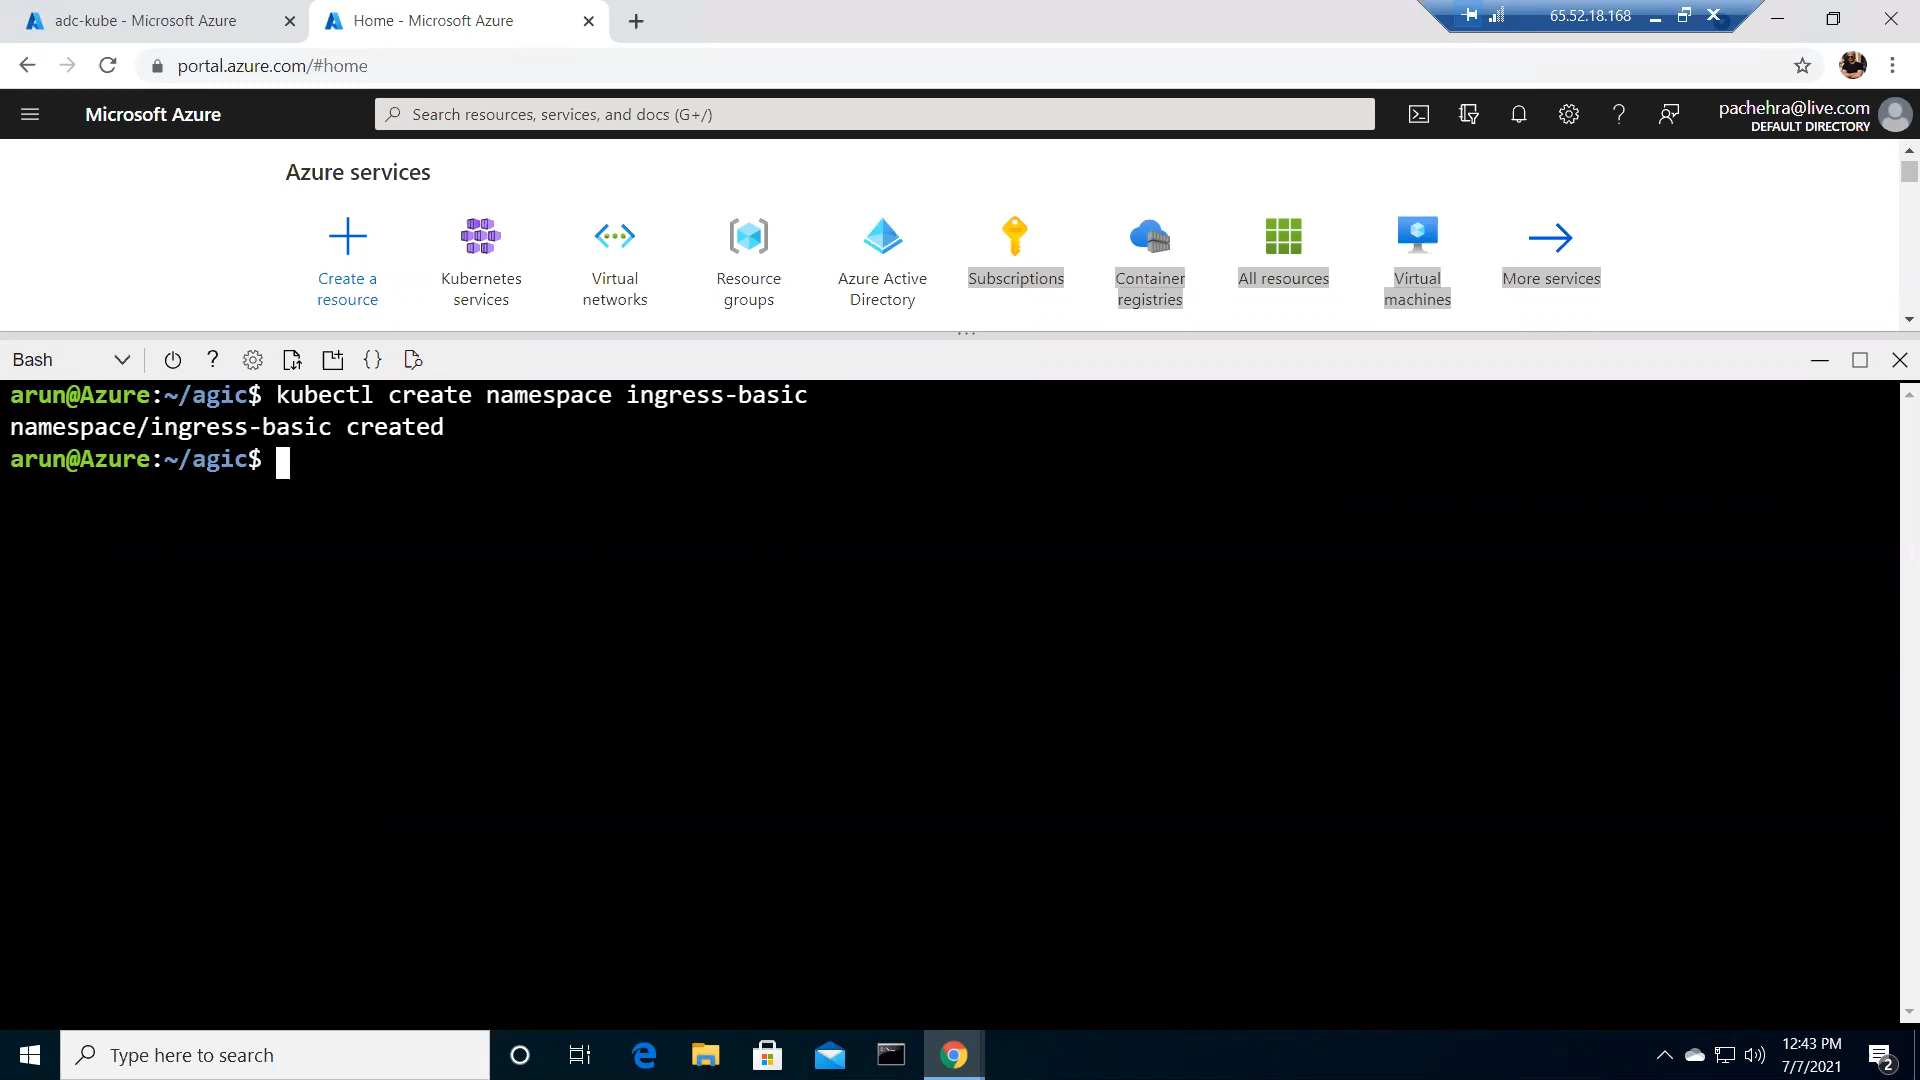 adc-kube - Microsoft Azure
Home - Microsoft Azure
65.52.18.168
portal.azure.com/#home
Microsoft Azure
Search resources, services, and docs (G+/)
pachehra@live.com
DEFAULT DIRECTORY
Azure services
Create a resource
Kubernetes services
Virtual networks
Resource groups
Azure Active Directory
Subscriptions
Container registries
All resources
Virtual machines
More services
Bash
arun@Azure:~/agic$ kubectl create namespace ingress-basic
namespace/ingress-basic created
arun@Azure:~/agic$
Type here to search
12:43 PM
7/7/2021
2